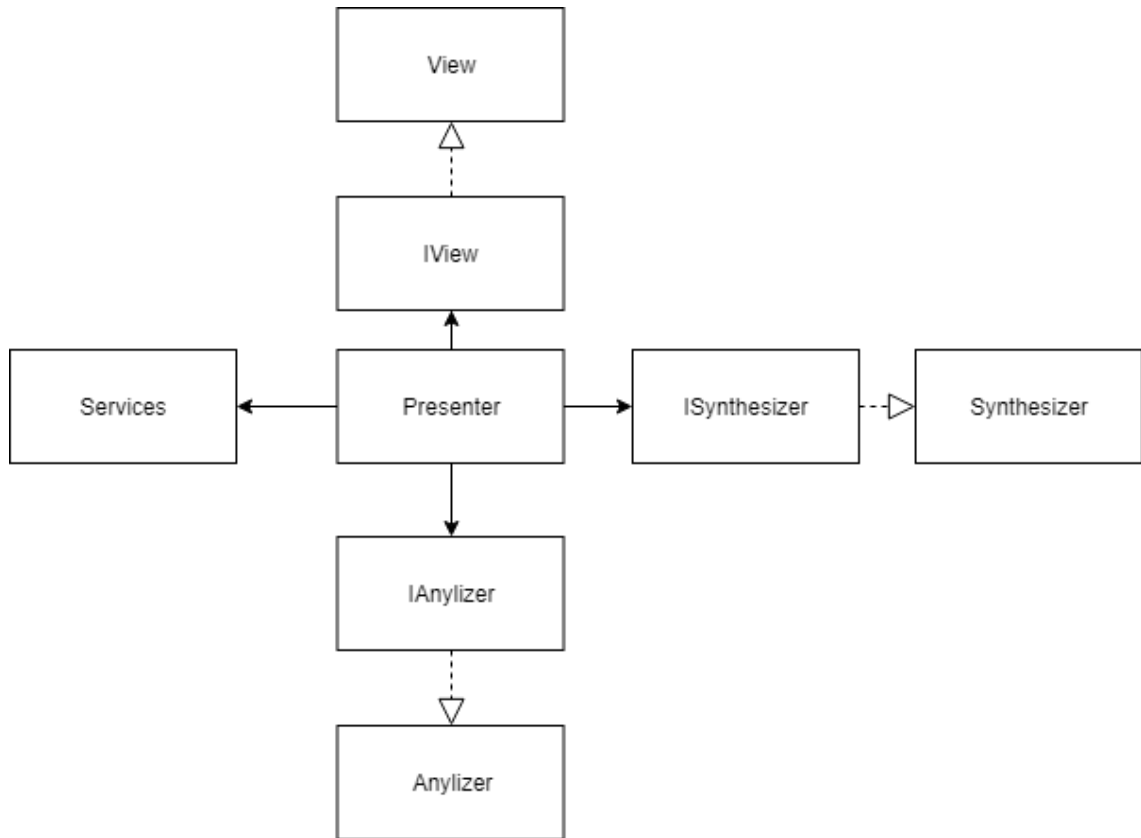 View
IView
Services
Presenter
ISynthesizer
Synthesizer
IAnylizer
Anylizer